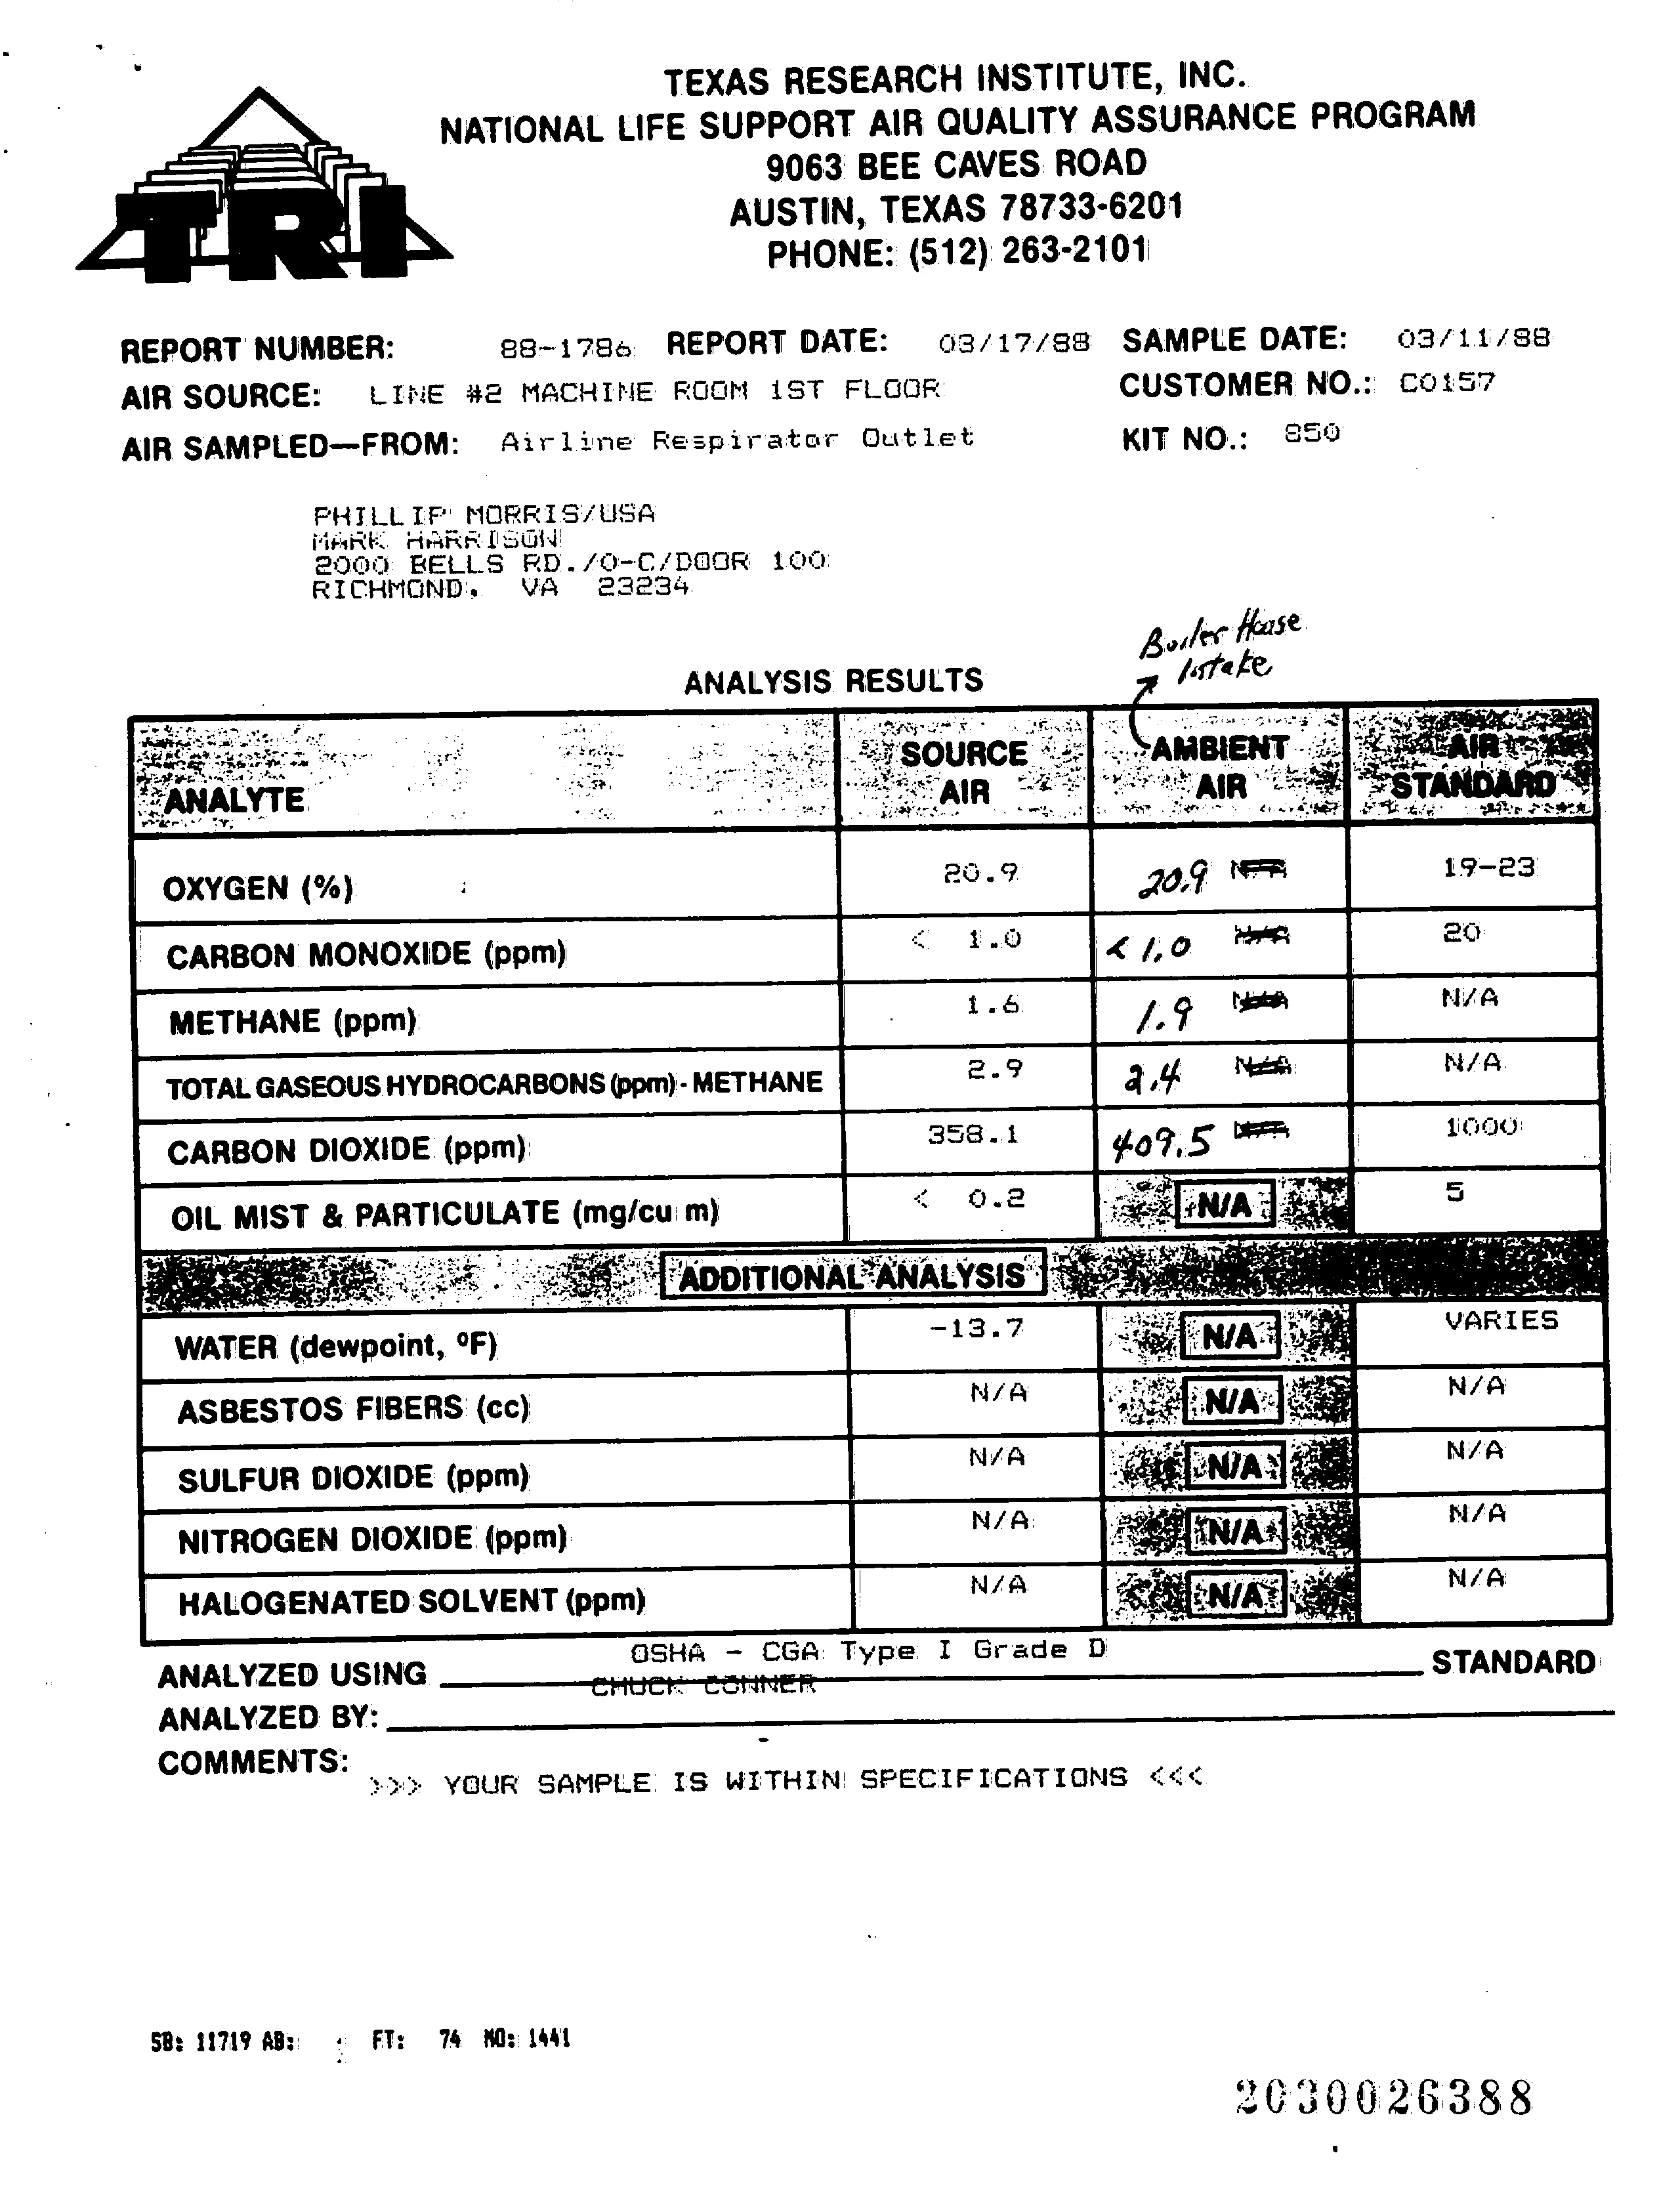 TRI
TEXAS RESEARCH INSTITUTE, INC.
NATIONAL LIFE SUPPORT AIR QUALITY ASSURANCE PROGRAM
9063 BEE CAVES ROAD
AUSTIN, TEXAS 78733-6201
PHONE: (512) 263-2101
REPORT NUMBER: 88-1786 REPORT DATE: 03/17/88 SAMPLE DATE: 03/11/88
AIR SOURCE: LINE #2 MACHINE ROOM 1ST FLOOR CUSTOMER NO.: C0157
AIR SAMPLED—FROM: Airline Respirator Outlet KIT NO.: 850
PHILLIP MORRIS/USA
MARK HARRISON
2000 BELLS RD./O-C/DOOR 100
RICHMOND, VA 23234
Boiler House
Intake
ANALYSIS RESULTS
ANALYTE SOURCE AIR AMBIENT AIR AIR STANDARD
OXYGEN (%) 20.9 20.9 N/A 19-23
CARBON MONOXIDE (ppm) < 1.0 < 1.0 N/A 20
METHANE (ppm) 1.6 1.9 N/A N/A
TOTAL GASEOUS HYDROCARBONS (ppm) - METHANE 2.9 2.4 N/A N/A
CARBON DIOXIDE (ppm) 358.1 409.5 N/A 1000
OIL MIST & PARTICULATE (mg/cu m) < 0.2 N/A 5
ADDITIONAL ANALYSIS
WATER (dewpoint, ºF) -13.7 N/A VARIES
ASBESTOS FIBERS (cc) N/A N/A N/A
SULFUR DIOXIDE (ppm) N/A N/A N/A
NITROGEN DIOXIDE (ppm) N/A N/A N/A
HALOGENATED SOLVENT (ppm) N/A N/A N/A
ANALYZED USING OSHA - CGA Type I Grade D STANDARD
CHUCK CONNER
ANALYZED BY:
COMMENTS:
>>> YOUR SAMPLE IS WITHIN SPECIFICATIONS <<<
SB: 11719 AB: FT: 74 MO: 1441
2030026388